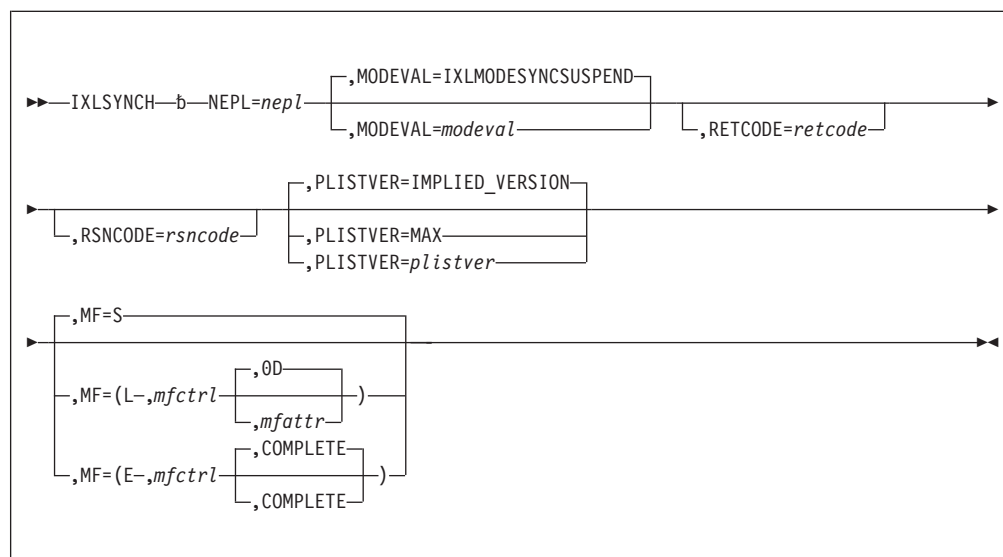 ,MODEVAL=IXLMODESYNCSUSPEND
IXLSYNCH ƀ NEPL=nepl
,MODEVAL=modeval ,RETCODE=retcode
,PLISTVER=IMPLIED_VERSION
,RSNCODE=rsncode ,PLISTVER=MAX
,PLISTVER=plistver
,MF=S
,0D
,MF=(L ,mfctrl )
,mfattr
,COMPLETE
,MF=(E ,mfctrl )
,COMPLETE